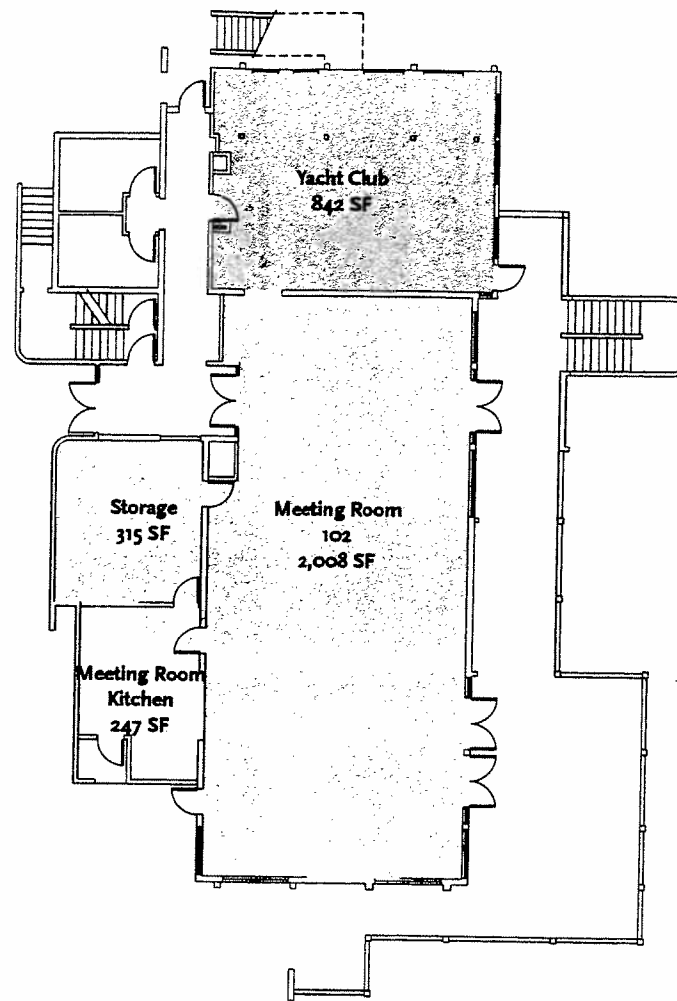 Yacht Club
842 SF
Storage
315 SF
Meeting Room
102
2,008 SF
Meeting Room
Kitchen
247 SF